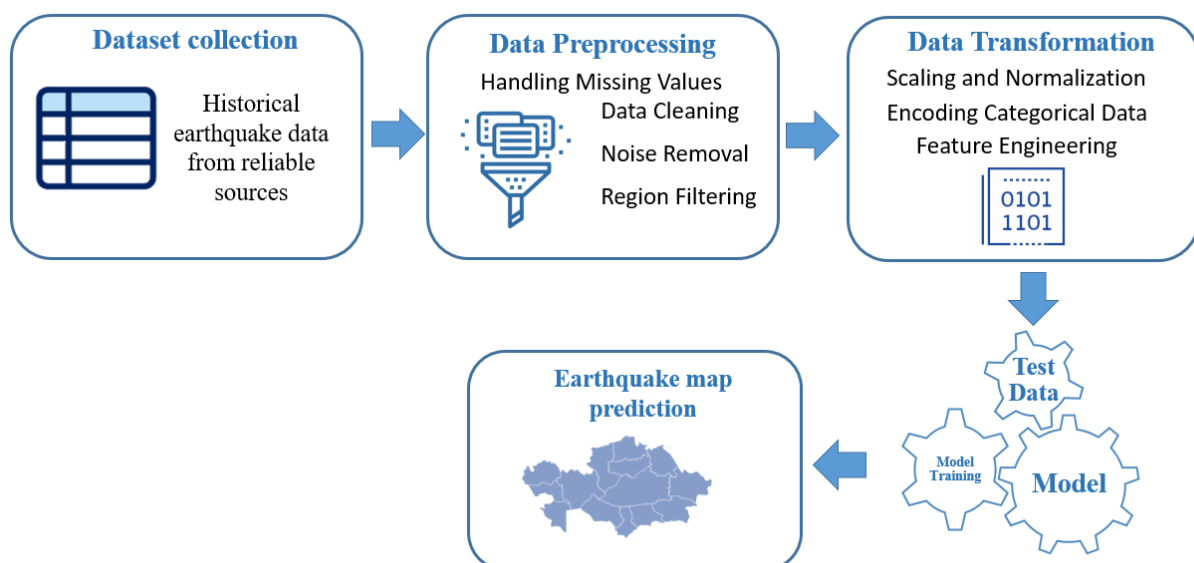 Dataset collection
Historical
earthquake data
from reliable
sources
Data Preprocessing
Handling Missing Values
Data Cleaning
Noise Removal
Region Filtering
Data Transformation
Scaling and Normalization
Encoding Categorical Data
Feature Engineering
0101
1101
Test
Data
Model
Training
Model
Earthquake map
prediction